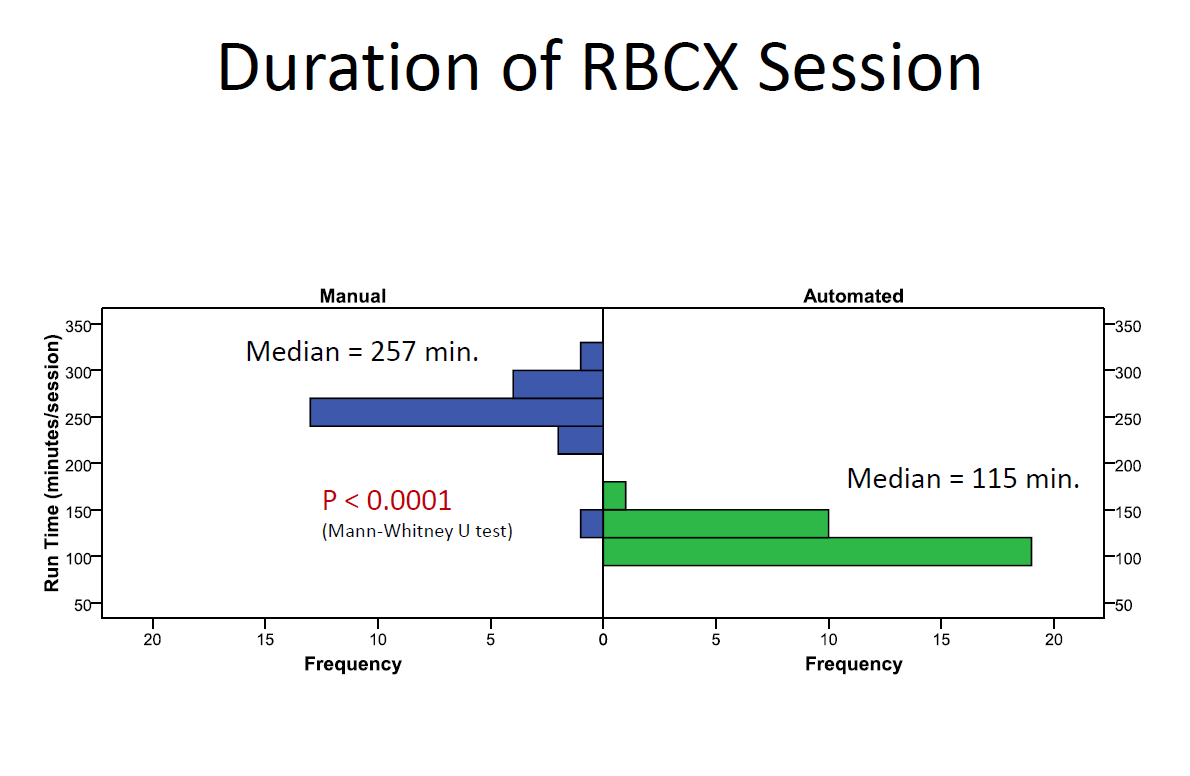 Duration of RBCX Session
Manual
Automated
Run Time (minutes/session)
350
300
250
200
150
100
50
Median = 257 min.
P < 0.0001
(Mann-Whitney U test)
Median = 115 min.
350
300
250
200
150
100
50
20 15 10 5 0 5 10 15 20
Frequency
Frequency